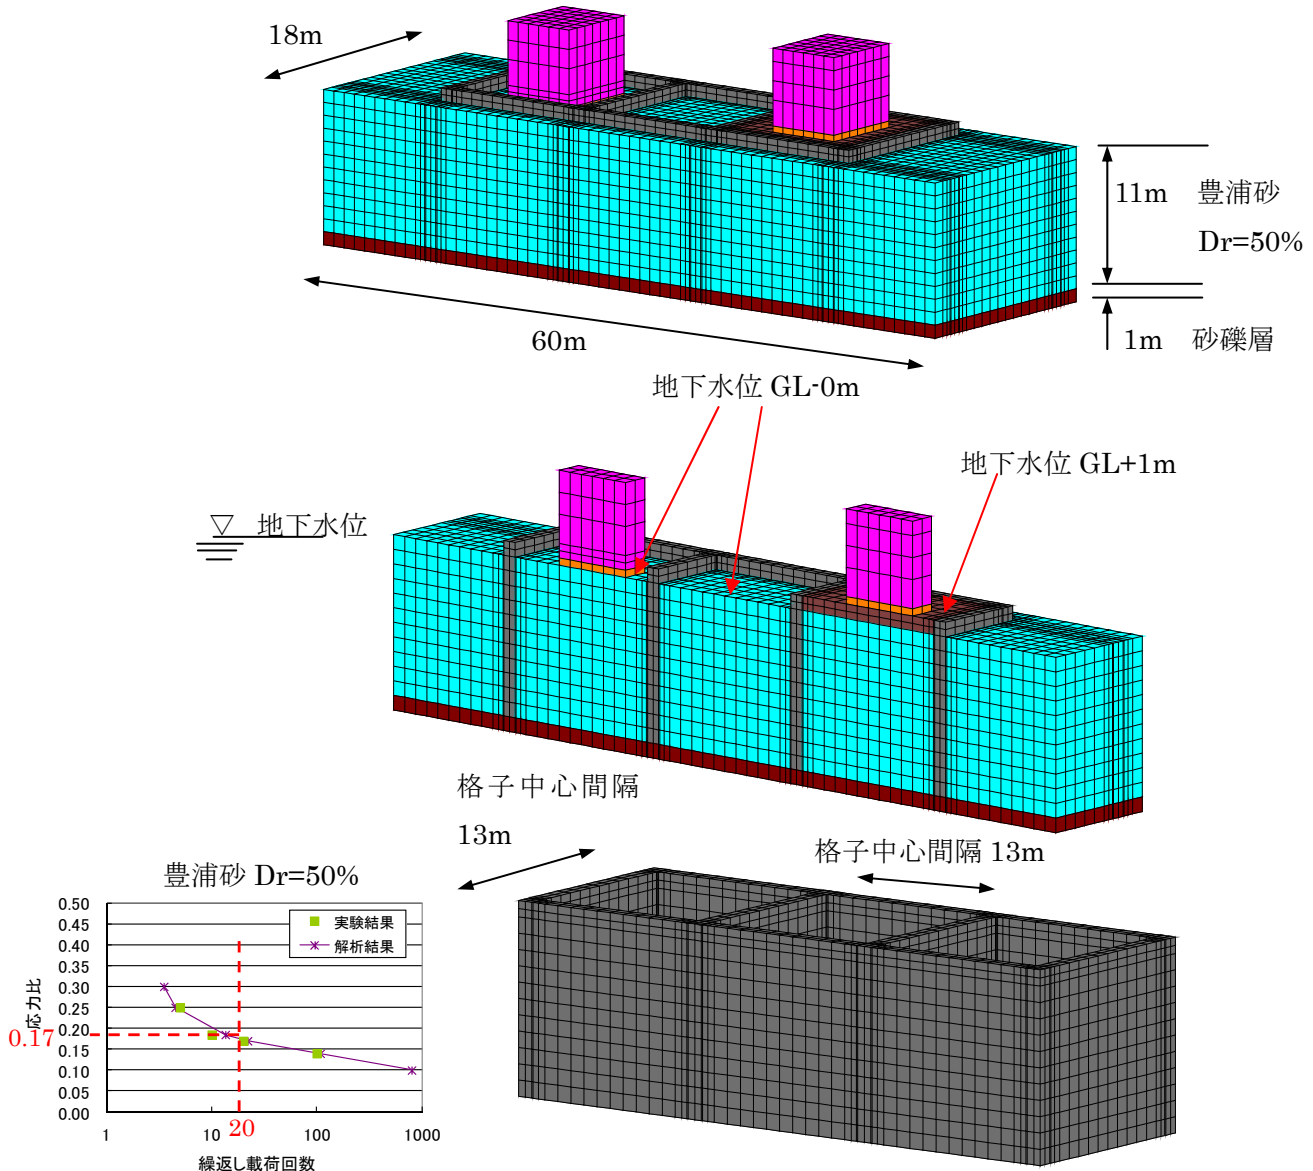 18m
11m 豊浦砂
Dr=50%
1m 砂礫層
60m
地下水位 GL-0m
地下水位 GL+1m
▽ 地下水位
格子中心間隔
13m
格子中心間隔 13m
豊浦砂 Dr=50%
実験結果
解析結果
応力比
0.50
0.45
0.40
0.35
0.30
0.25
0.20
0.15
0.10
0.05
0.00
0.17
1 10 100 1000
20
繰返し載荷回数